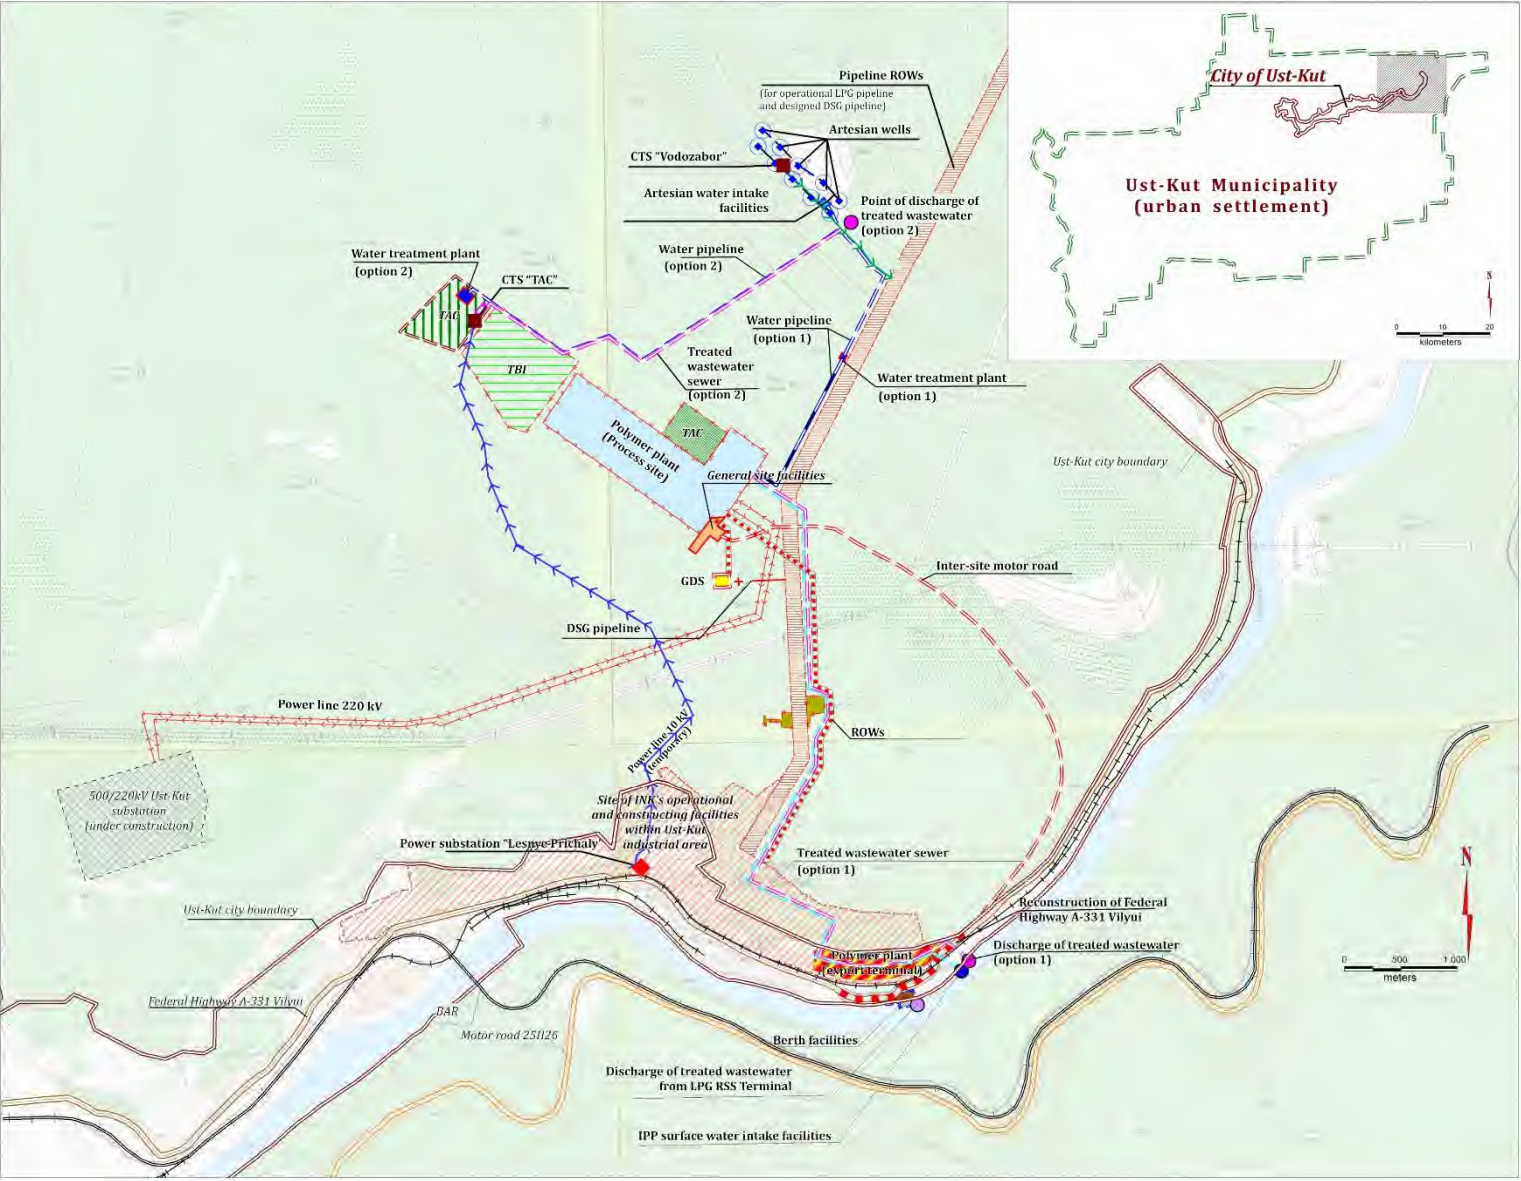 Pipeline ROWs
(for operational LPG pipeline
and designed DSG pipeline)
Artesian wells
CTS "Vodozabor"
Artesian water intake
facilities
Point of discharge of
treated wastewater
(option 2)
City of Ust-Kut
Ust-Kut Municipality
(urban settlement)
N
0 10 20
kilometers
Water treatment plant
(option 2)
CTS "TAC"
TAC
TBI
Water pipeline
(option 2)
Water pipeline
(option 1)
Treated
wastewater
sewer
(option 2)
Water treatment plant
(option 1)
TAC
Polymer plant
(Process site)
General site facilities
Ust-Kut city boundary
GDS
Inter-site motor road
DSG pipeline
Power line 220 kV
Power line 10 kV
(temporary)
ROWs
500/220kV Ust-Kut
substation
(under construction)
Site of INK's operational
and constructing facilities
within Ust-Kut
industrial area
Power substation "Lesnye-Prichaly"
Treated wastewater sewer
(option 1)
Ust-Kut city boundary
Reconstruction of Federal
Highway A-331 Vilyui
Polymer plant
(export terminal)
Discharge of treated wastewater
(option 1)
N
0 500 1 000
meters
Federal Highway A-331 Vilyui
BAR
Motor road 25П26
Berth facilities
Discharge of treated wastewater
from LPG RSS Terminal
IPP surface water intake facilities